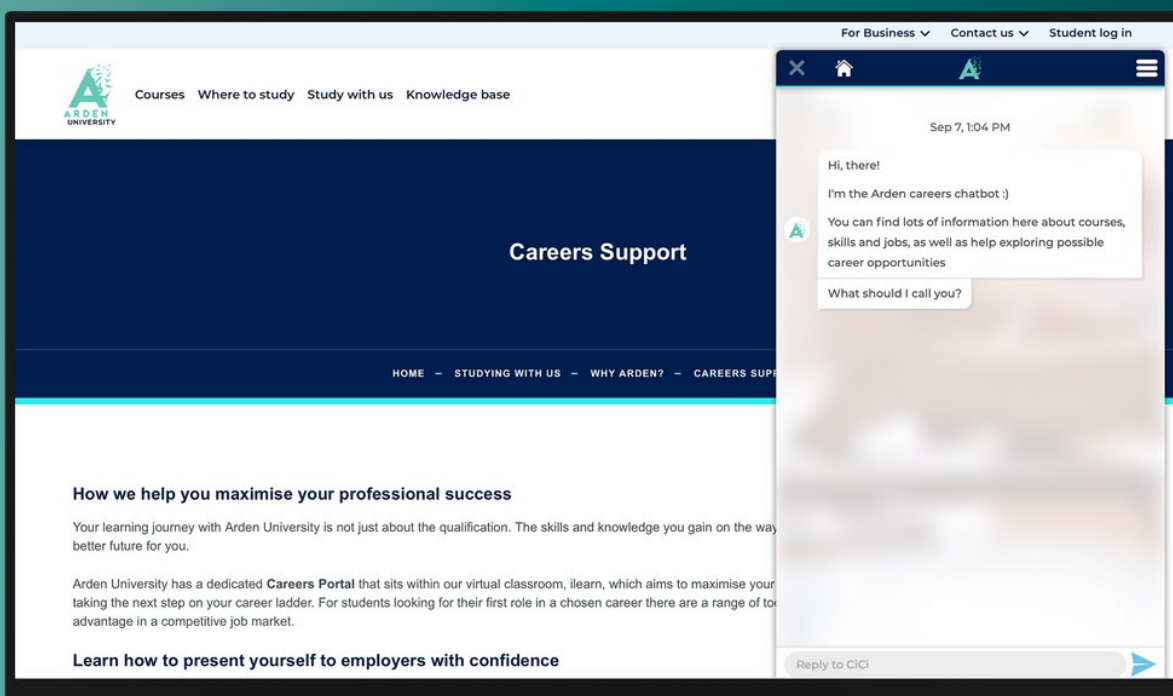 For Business Contact us Student log in
ARDEN
UNIVERSITY
Courses Where to study Study with us Knowledge base
Careers Support
HOME – STUDYING WITH US – WHY ARDEN? – CAREERS SUPP
How we help you maximise your professional success
Your learning journey with Arden University is not just about the qualification. The skills and knowledge you gain on the way
better future for you.
Arden University has a dedicated Careers Portal that sits within our virtual classroom, ilearn, which aims to maximise your
taking the next step on your career ladder. For students looking for their first role in a chosen career there are a range of
advantage in a competitive job market.
Learn how to present yourself to employers with confidence
Sep 7, 1:04 PM
Hi, there!
I'm the Arden careers chatbot :)
You can find lots of information here about courses,
skills and jobs, as well as help exploring possible
career opportunities
What should I call you?
Reply to CiCi